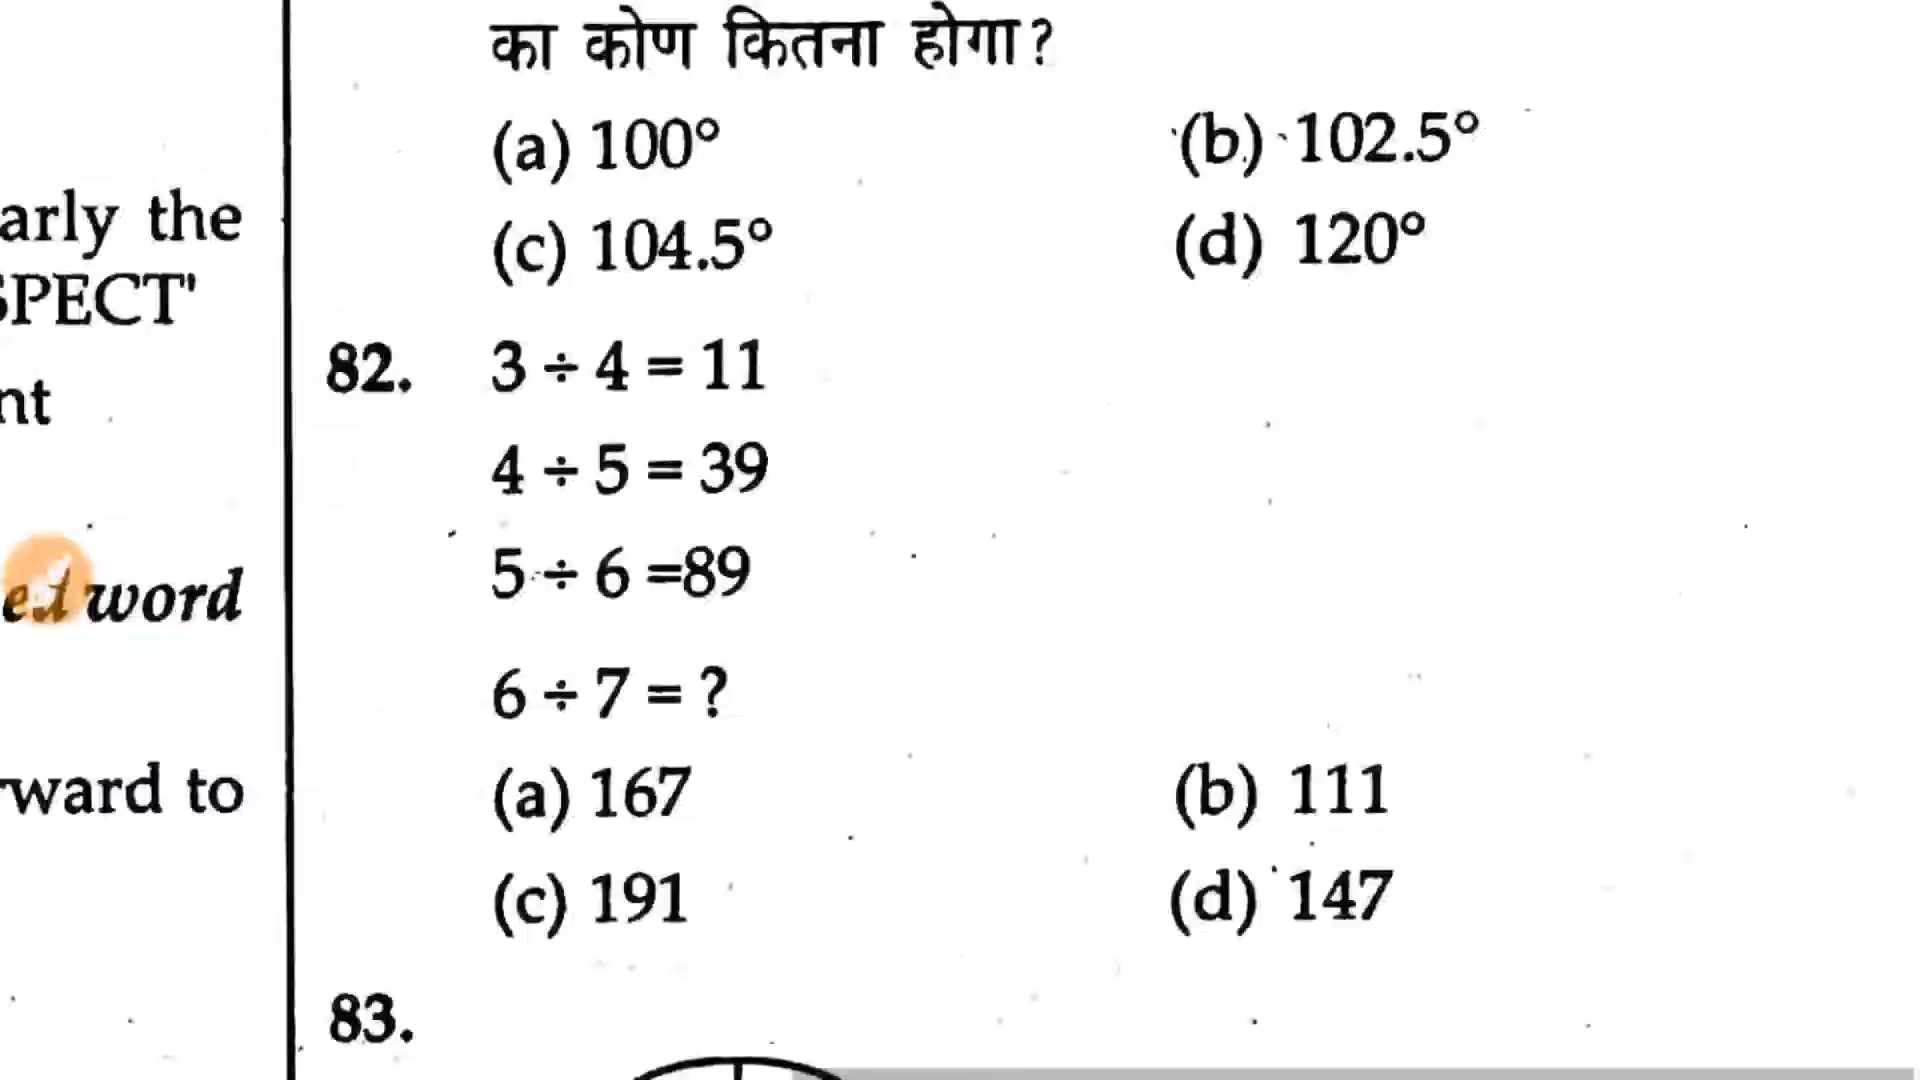 arly the
SPECT'
nt
word
ward to
का कोण कितना होगा?
(a) 100° (b) 102.5°
(c) 104.5° (d) 120°
82. 3 ÷ 4 = 11
4 ÷ 5 = 39
5 ÷ 6 =89
6 ÷ 7 = ?
(a) 167 (b) 111
(c) 191 (d) 147
83.